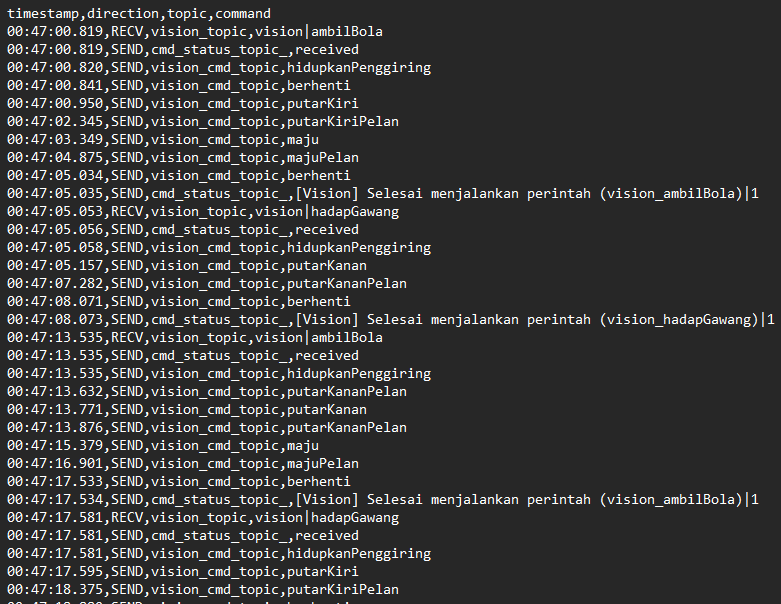 timestamp,direction,topic,command
00:47:00.819,RECV,vision_topic,vision|ambilBola
00:47:00.819,SEND,cmd_status_topic_,received
00:47:00.820,SEND,vision_cmd_topic,hidupkanPenggiring
00:47:00.841,SEND,vision_cmd_topic,berhenti
00:47:00.950,SEND,vision_cmd_topic,putarKiri
00:47:02.345,SEND,vision_cmd_topic,putarKiriPelan
00:47:03.349,SEND,vision_cmd_topic,maju
00:47:04.875,SEND,vision_cmd_topic,majuPelan
00:47:05.034,SEND,vision_cmd_topic,berhenti
00:47:05.035,SEND,cmd_status_topic_,[Vision] Selesai menjalankan perintah (vision_ambilBola)|1
00:47:05.053,RECV,vision_topic,vision|hadapGawang
00:47:05.056,SEND,cmd_status_topic_,received
00:47:05.058,SEND,vision_cmd_topic,hidupkanPenggiring
00:47:05.157,SEND,vision_cmd_topic,putarKanan
00:47:07.282,SEND,vision_cmd_topic,putarKananPelan
00:47:08.071,SEND,vision_cmd_topic,berhenti
00:47:08.073,SEND,cmd_status_topic_,[Vision] Selesai menjalankan perintah (vision_hadapGawang)|1
00:47:13.535,RECV,vision_topic,vision|ambilBola
00:47:13.535,SEND,cmd_status_topic_,received
00:47:13.535,SEND,vision_cmd_topic,hidupkanPenggiring
00:47:13.632,SEND,vision_cmd_topic,putarKananPelan
00:47:13.771,SEND,vision_cmd_topic,putarKanan
00:47:13.876,SEND,vision_cmd_topic,putarKananPelan
00:47:15.379,SEND,vision_cmd_topic,maju
00:47:16.901,SEND,vision_cmd_topic,majuPelan
00:47:17.533,SEND,vision_cmd_topic,berhenti
00:47:17.534,SEND,cmd_status_topic_,[Vision] Selesai menjalankan perintah (vision_ambilBola)|1
00:47:17.581,RECV,vision_topic,vision|hadapGawang
00:47:17.581,SEND,cmd_status_topic_,received
00:47:17.581,SEND,vision_cmd_topic,hidupkanPenggiring
00:47:17.595,SEND,vision_cmd_topic,putarKiri
00:47:18.375,SEND,vision_cmd_topic,putarKiriPelan